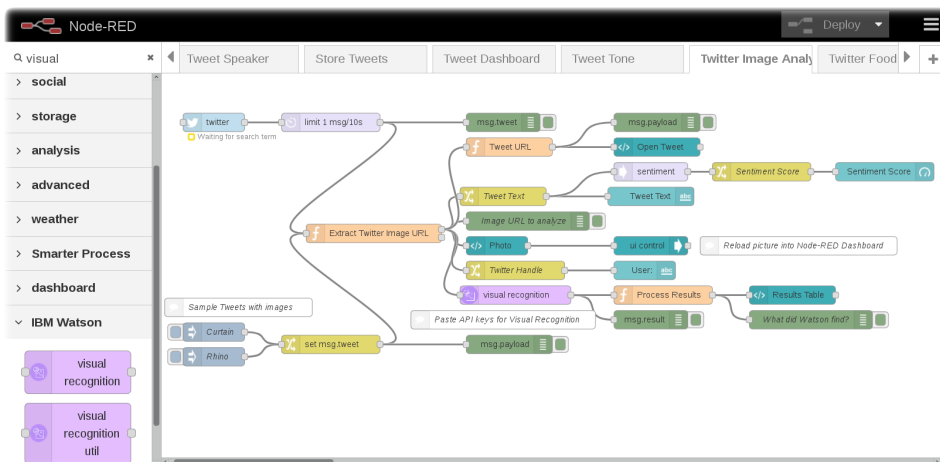 Node-RED
Deploy
visual
Tweet Speaker
Store Tweets
Tweet Dashboard
Tweet Tone
Twitter Image Analy
Twitter Food
social
storage
analysis
advanced
weather
Smarter Process
dashboard
IBM Watson
visual
recognition
visual
recognition
util
twitter
limit 1 msg/10s
Waiting for search term
msg.tweet
msg.payload
Tweet URL
Open Tweet
sentiment
Sentiment Score
Sentiment Score
Tweet Text
Tweet Text
abc
Image URL to analyze
Extract Twitter Image URL
Photo
ui control
Reload picture into Node-RED Dashboard
Twitter Handle
User:
abc
visual recognition
Process Results
Results Table
Sample Tweets with images
Paste API keys for Visual Recognition
msg.result
What did Watson find?
Curtain
set msg.tweet
msg.payload
Rhino